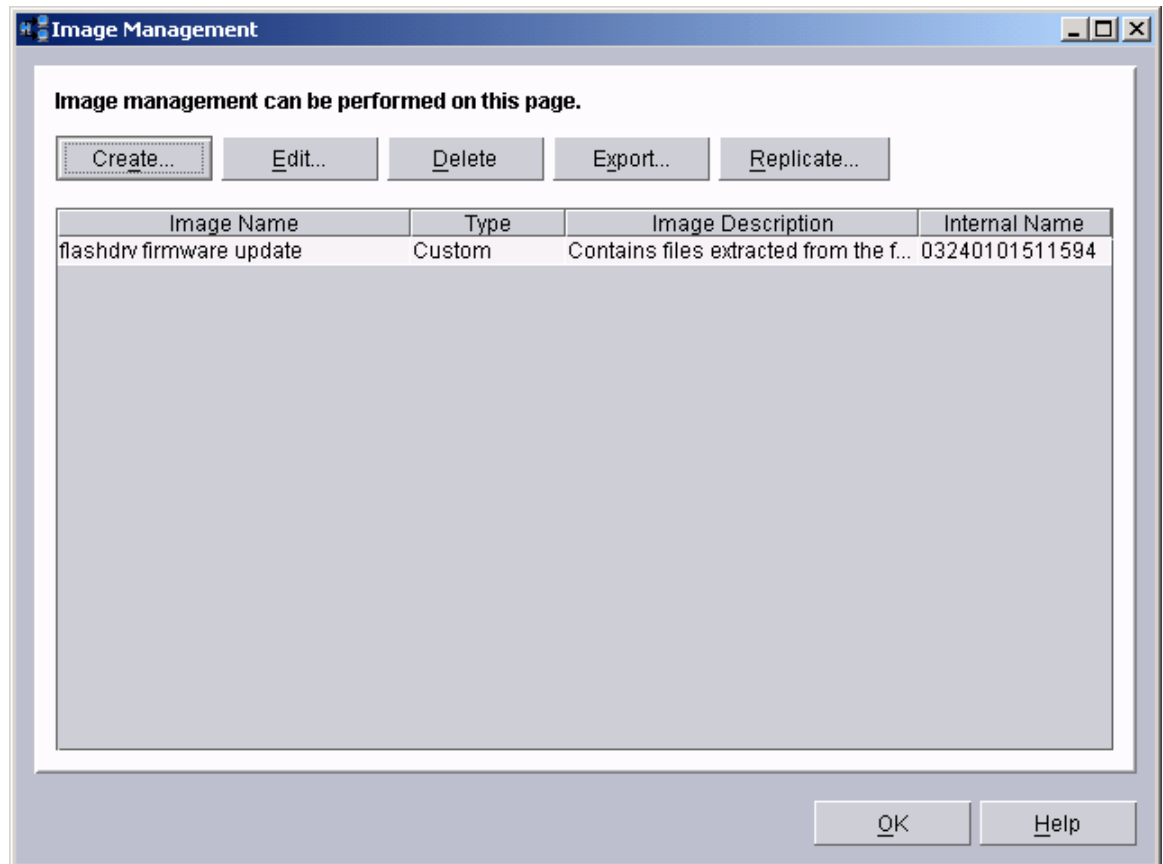 Image Management
Image management can be performed on this page.
Create... Edit... Delete Export... Replicate...
Image Name Type Image Description Internal Name
flashdrv firmware update Custom Contains files extracted from the f... 03240101511594
OK Help